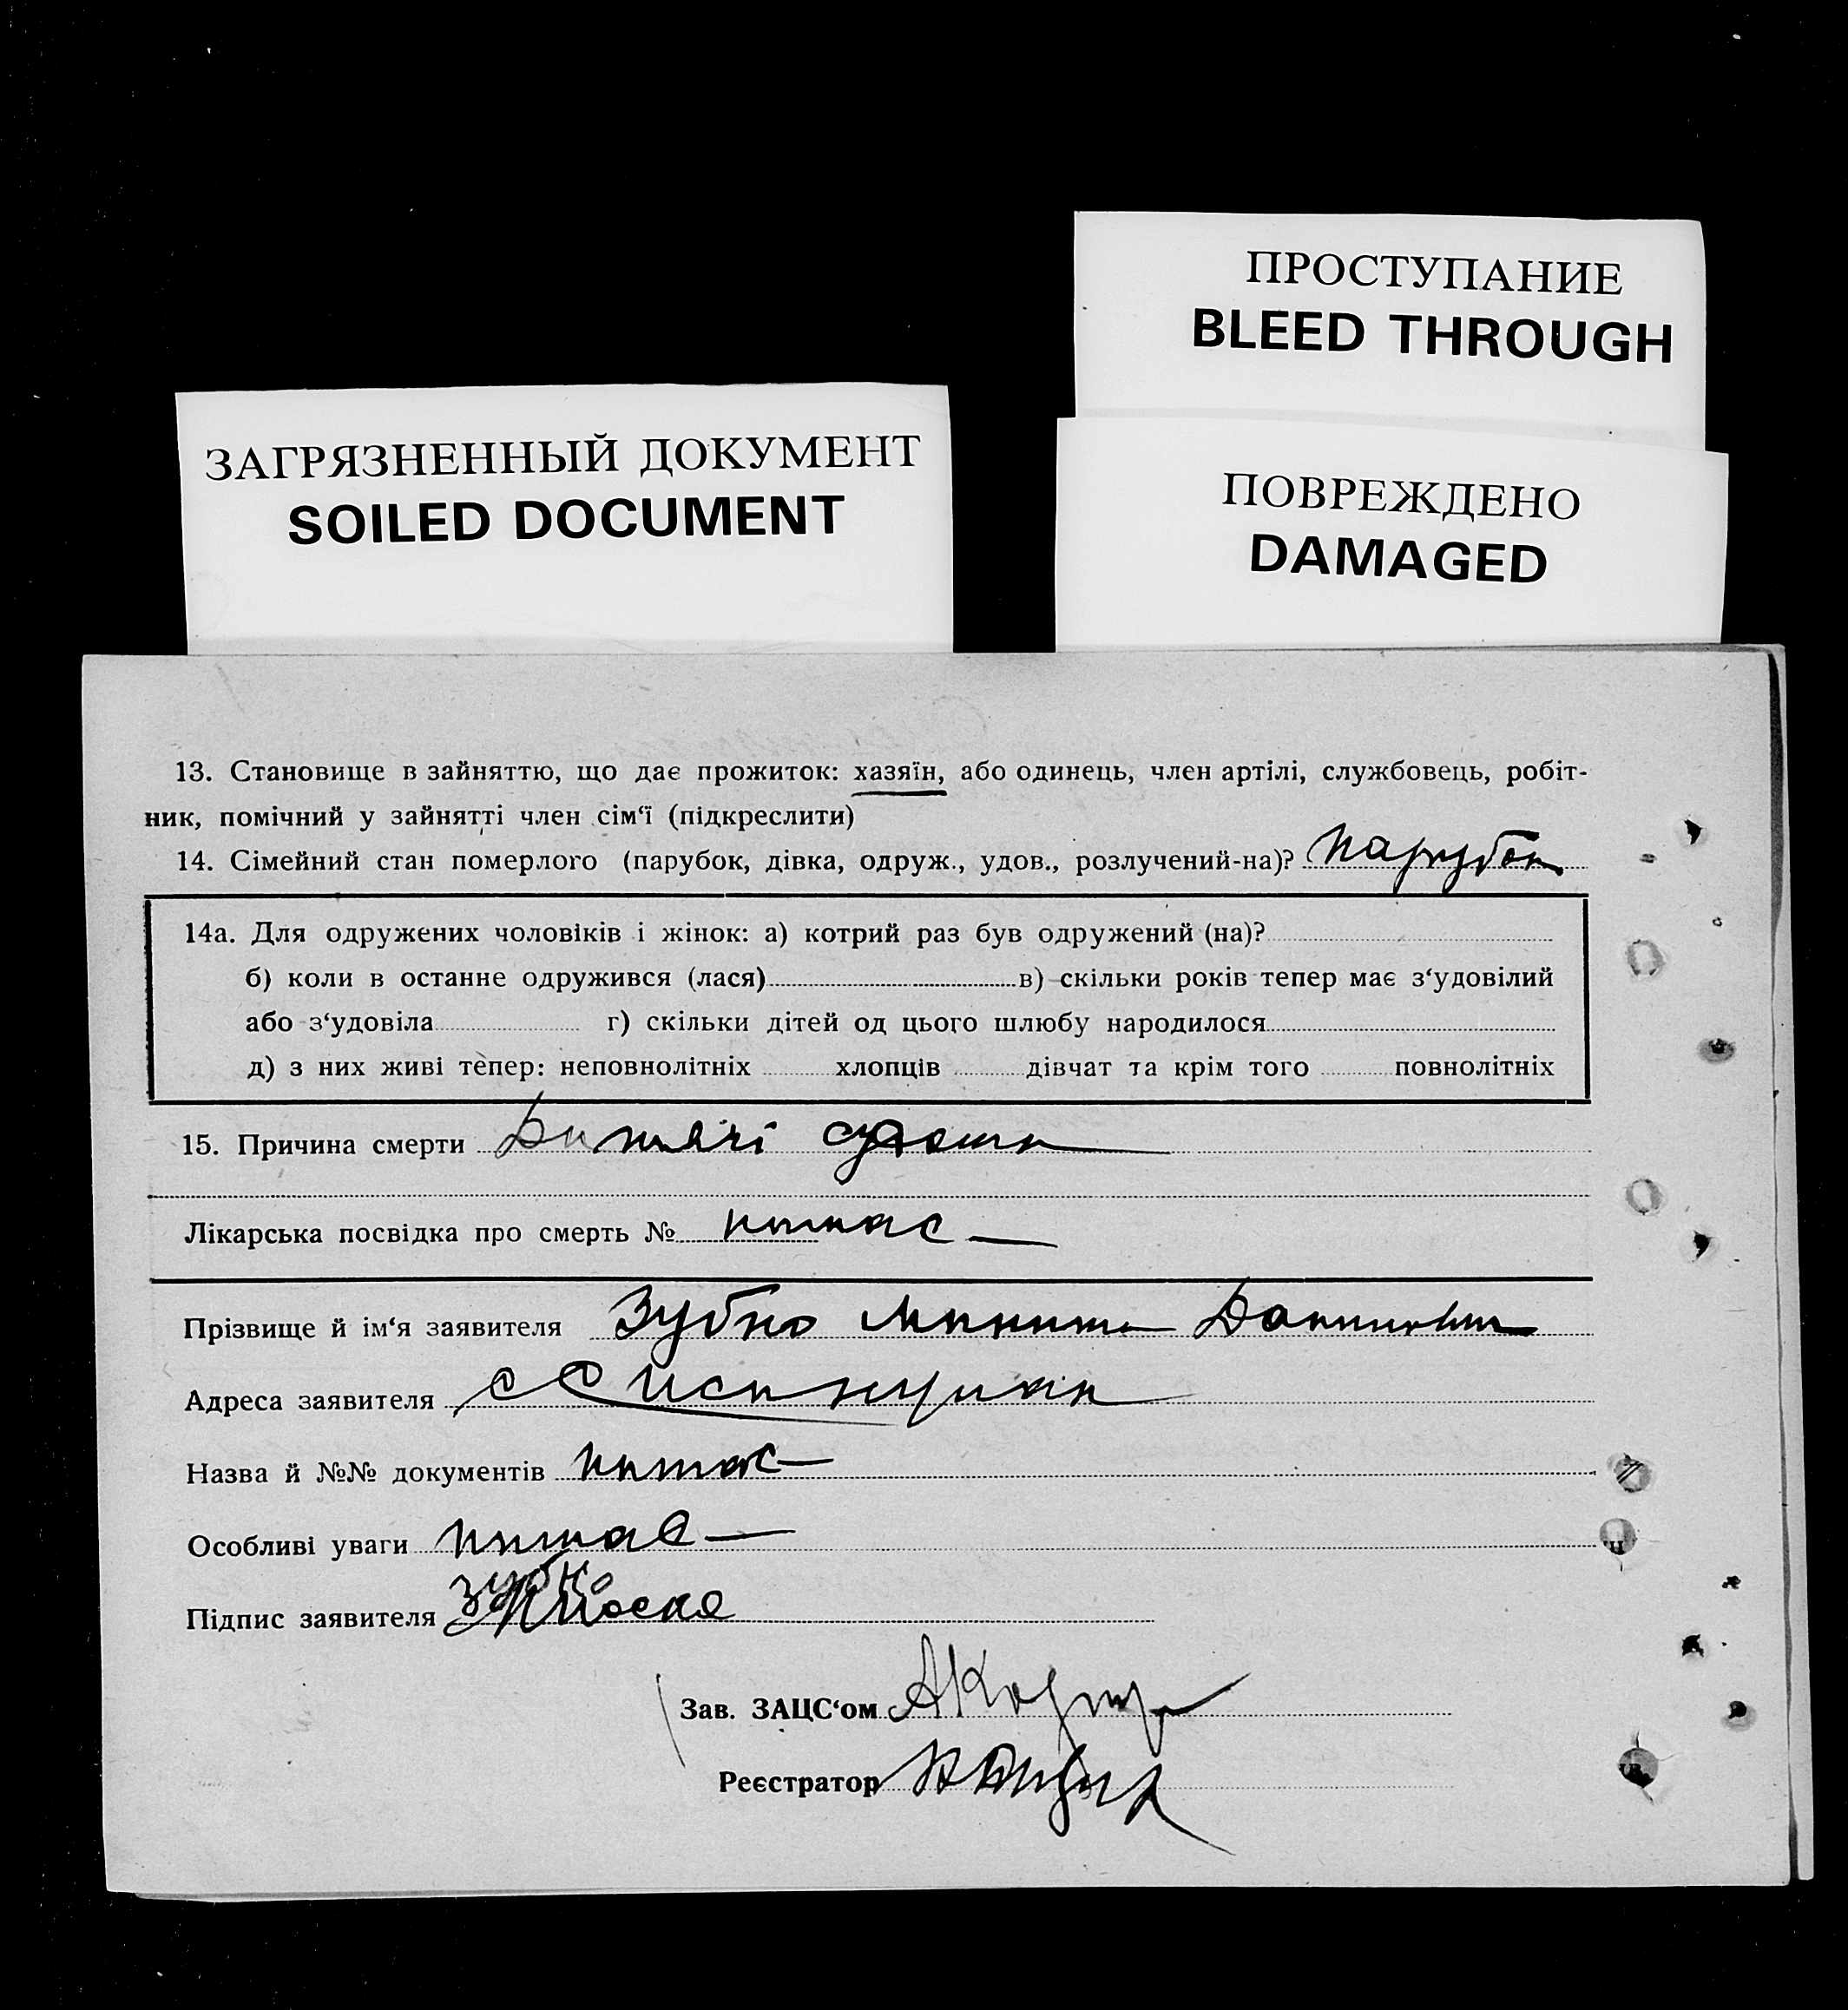 ПРОСТУПАНИЕ
BLEED THROUGH
ЗАГРЯЗНЕННЫЙ ДОКУМЕНТ
SOILED DOCUMENT
ПОВРЕЖДЕНО
DAMAGED
13. Становище в зайняттю, що дає прожиток: хазяїн, або одинець, член артілі, службовець, робіт-
ник, помічний у зайнятті член сім‘ї (підкреслити)
14. Сімейний стан померлого (парубок, дівка, одруж., удов., розлучений-на)? парубок
14а. Для одружених чоловіків і жінок: а) котрий раз був одружений (на)?
б) коли в останне одружився (лася) в) скільки років тепер має з‘удовілий
або з‘удовіла г) скільки дітей од цього шлюбу народилося
д) з них живі тепер: неповнолітніх хлопців дівчат та крім того повнолітніх
15. Причина смерти Дитячі
Лікарська посвідка про смерть № немає
Прізвище й ім‘я заявителя Зубко Микита
Адреса заявителя с
Назва й №№ документів немає
Особливі уваги немає
Підпис заявителя Зубко
Зав. ЗАЦС‘ом
Реєстратор